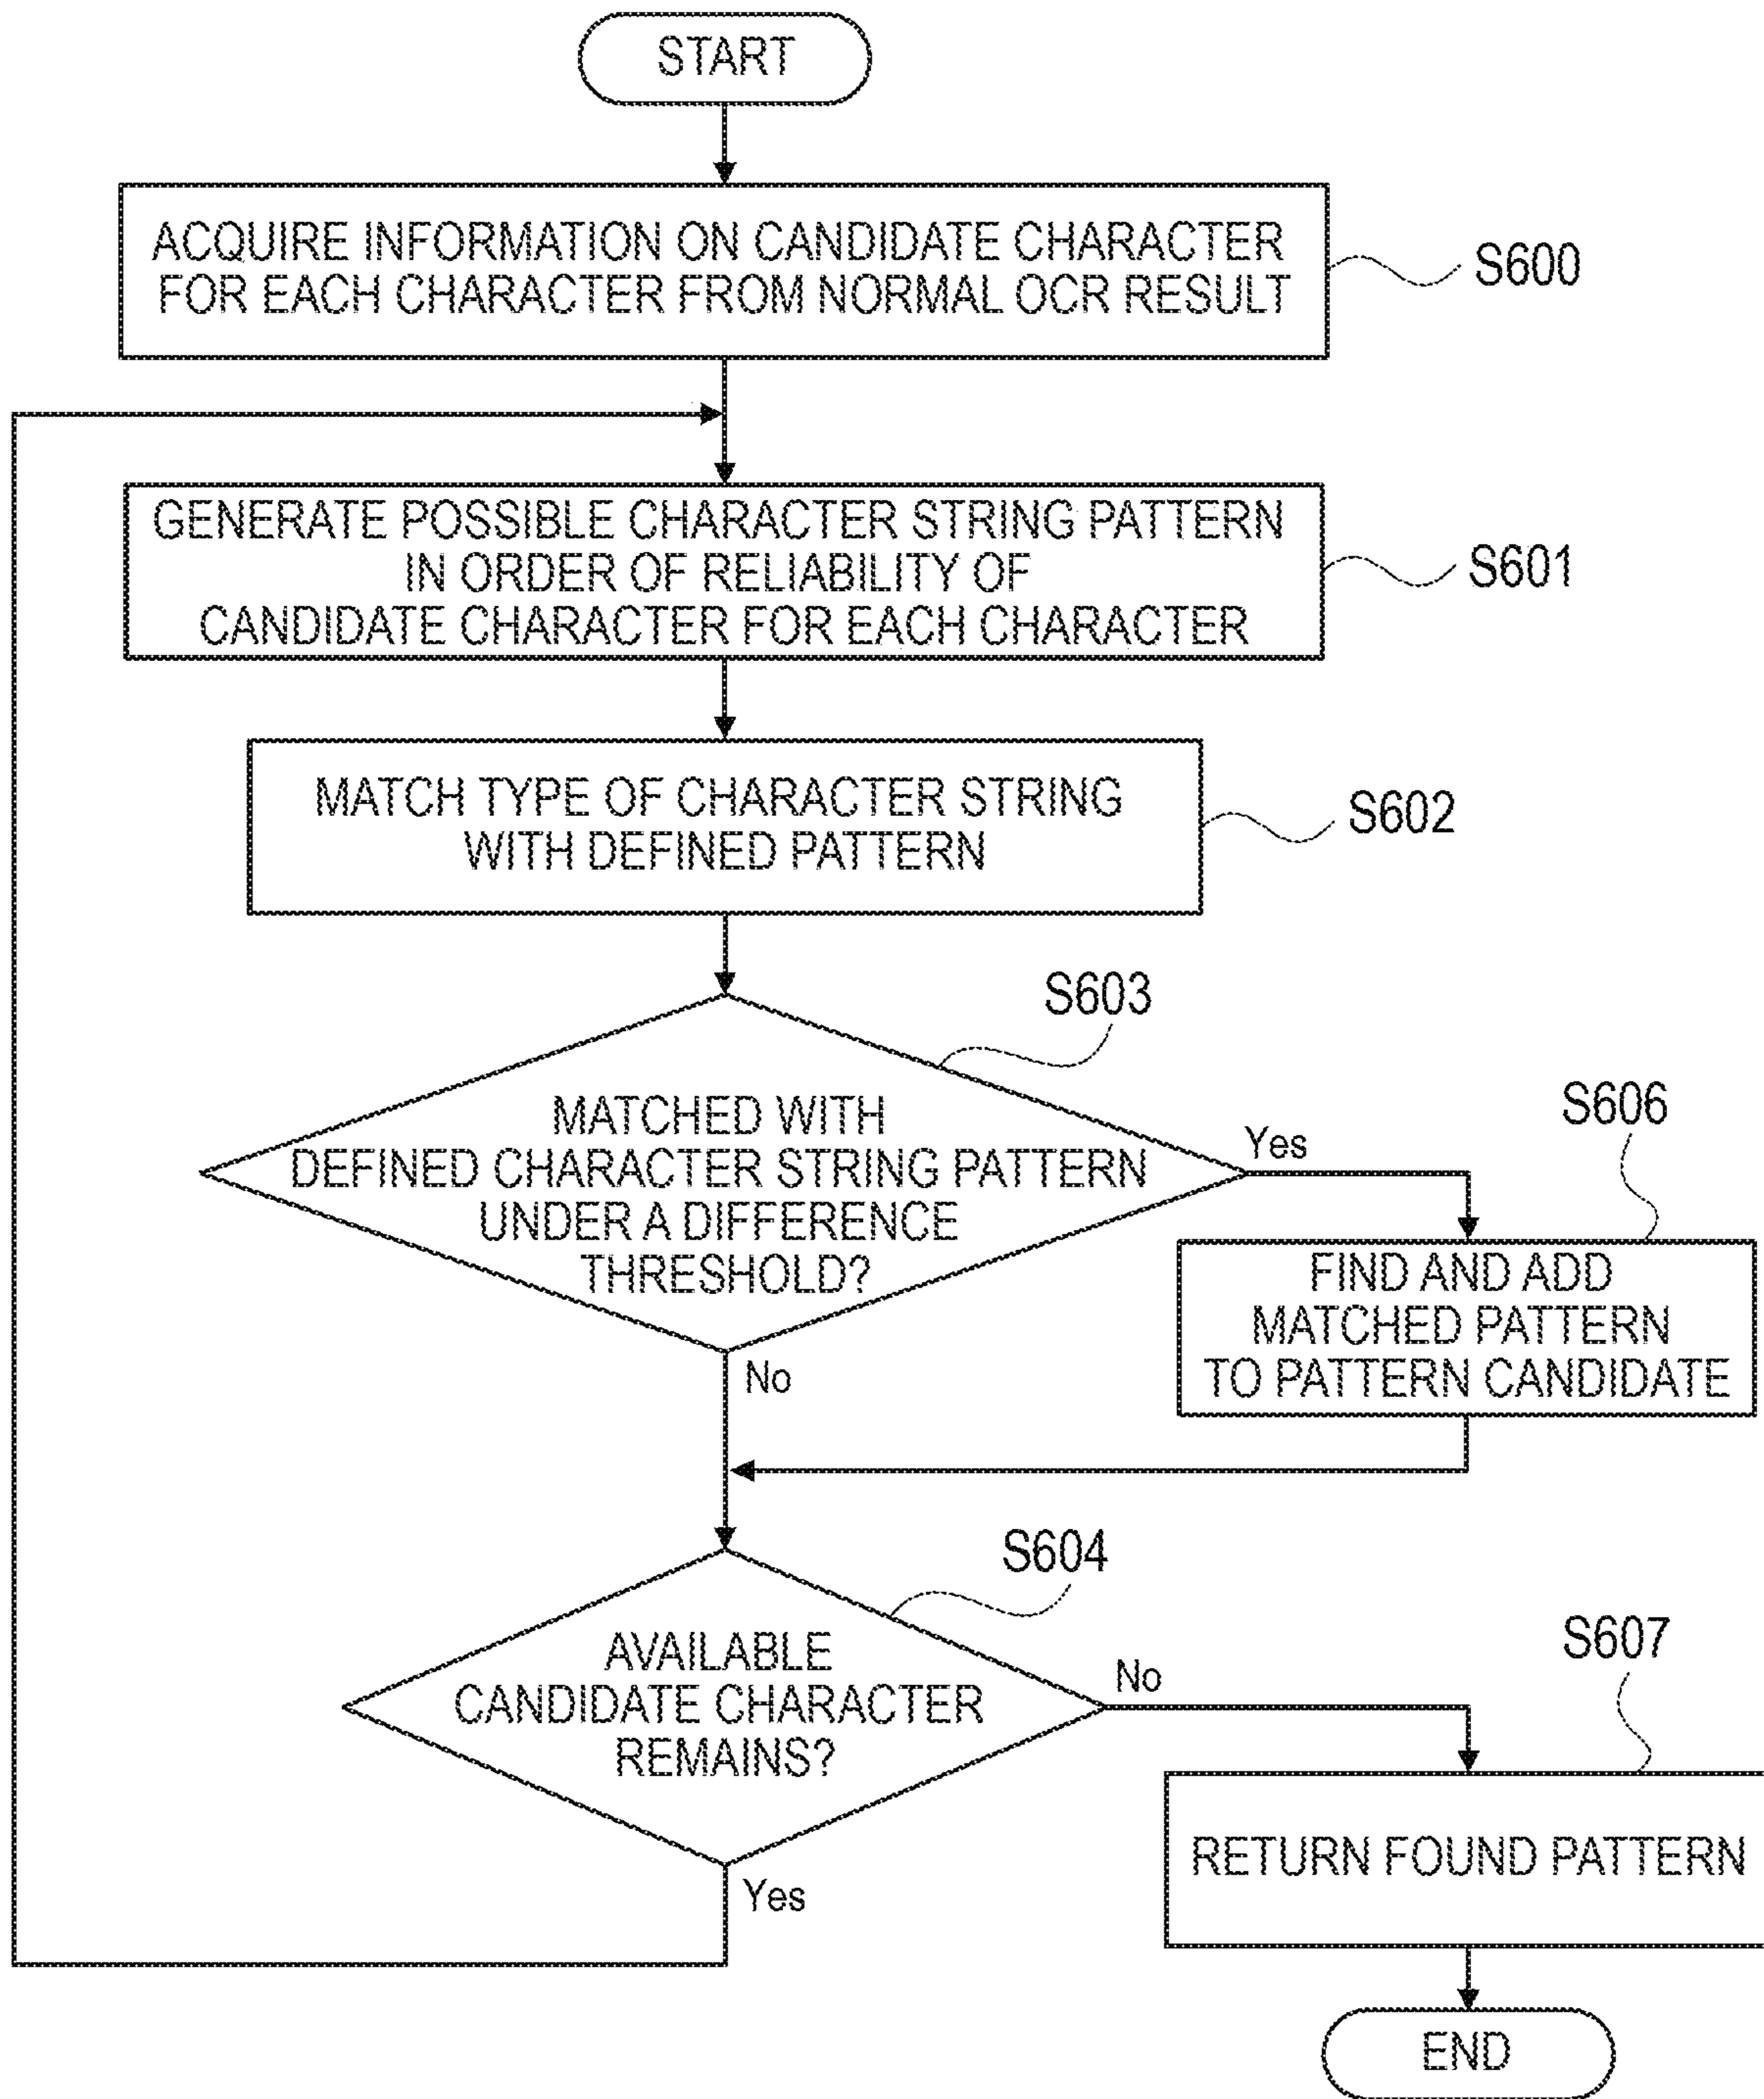 START
ACQUIRE INFORMATION ON CANDIDATE CHARACTER
FOR EACH CHARACTER FROM NORMAL OCR RESULT
S600
GENERATE POSSIBLE CHARACTER STRING PATTERN
IN ORDER OF RELIABILITY OF
CANDIDATE CHARACTER FOR EACH CHARACTER
S601
MATCH TYPE OF CHARACTER STRING
WITH DEFINED PATTERN
S602
S603
MATCHED WITH
DEFINED CHARACTER STRING PATTERN
UNDER A DIFFERENCE
THRESHOLD?
Yes
No
S606
FIND AND ADD
MATCHED PATTERN
TO PATTERN CANDIDATE
S604
AVAILABLE
CANDIDATE CHARACTER
REMAINS?
No
Yes
S607
RETURN FOUND PATTERN
END